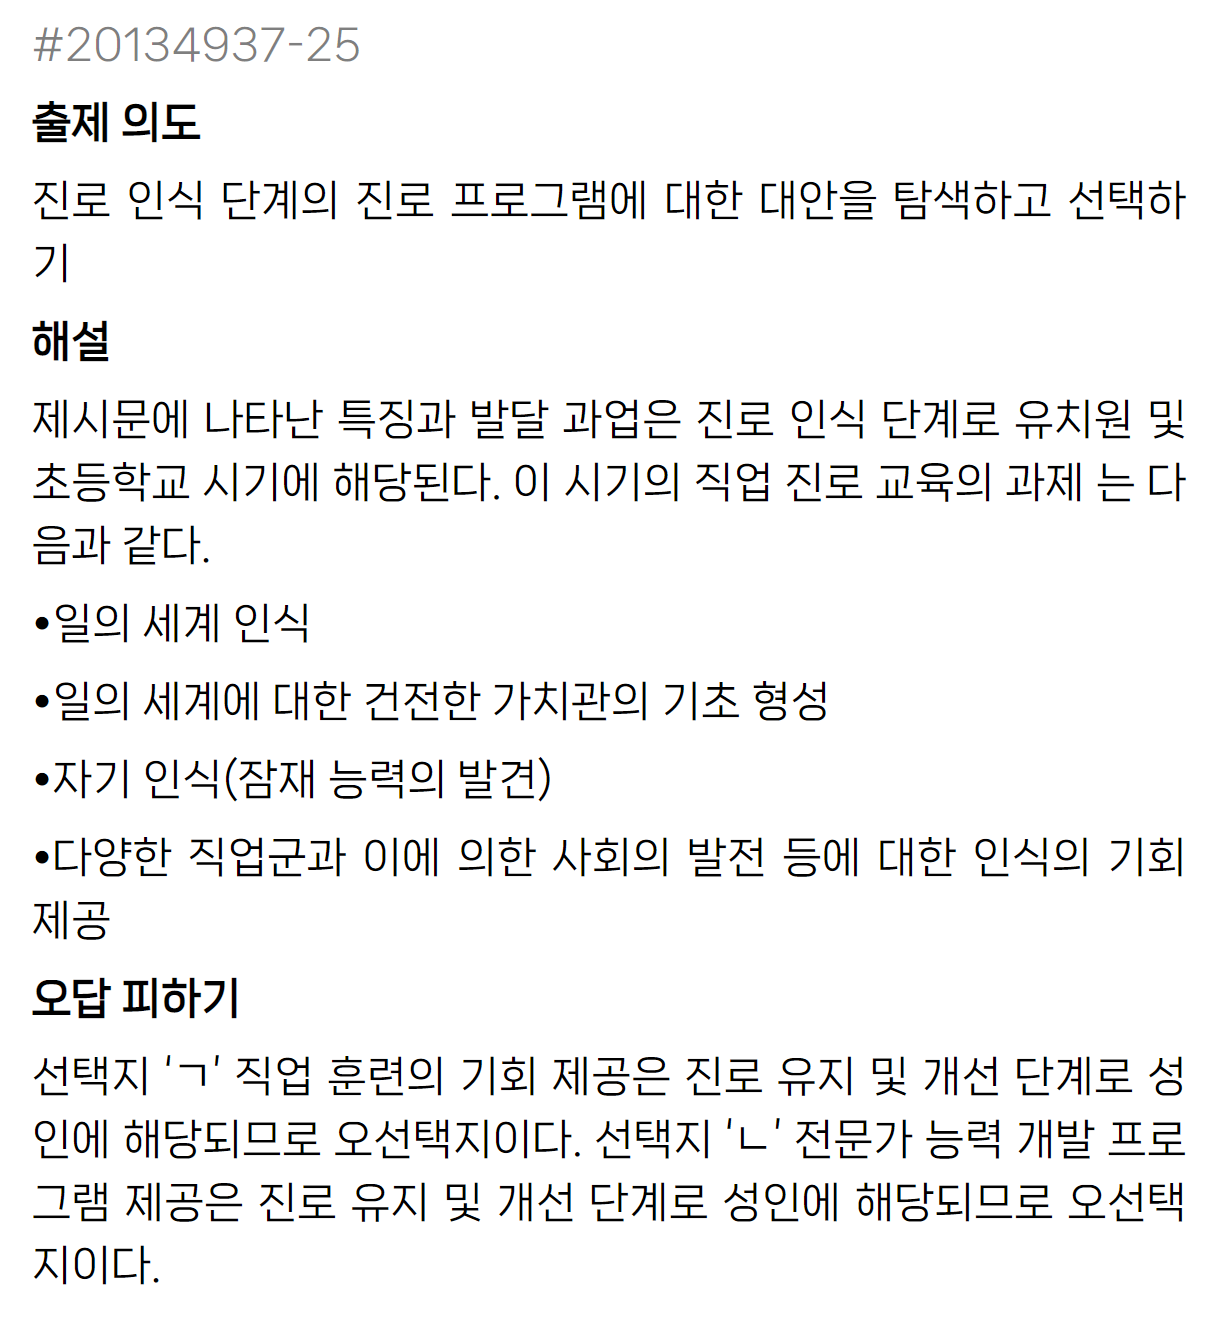 #20134937-25
출제 의도
진로 인식 단계의 진로 프로그램에 대한 대안을 탐색하고 선택하
기
해설
제시문에 나타난 특징과 발달 과업은 진로 인식 단계로 유치원 및
초등학교 시기에 해당된다. 이 시기의 직업 진로 교육의 과제 는 다
음과 같다.
•일의 세계 인식
•일의 세계에 대한 건전한 가치관의 기초 형성
•자기 인식(잠재 능력의 발견)
•다양한 직업군과 이에 의한 사회의 발전 등에 대한 인식의 기회
제공
오답 피하기
선택지 ‘ㄱ’ 직업 훈련의 기회 제공은 진로 유지 및 개선 단계로 성
인에 해당되므로 오선택지이다. 선택지 ‘ㄴ’ 전문가 능력 개발 프로
그램 제공은 진로 유지 및 개선 단계로 성인에 해당되므로 오선택
지이다.